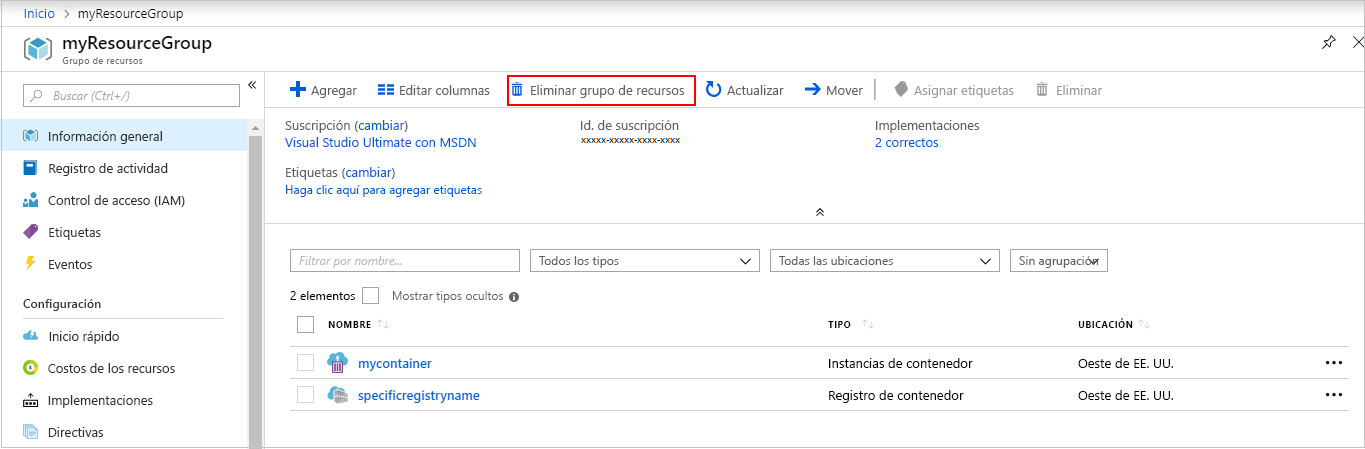 Inicio > myResourceGroup
myResourceGroup
Grupo de recursos
Buscar (Ctrl+/)
Información general
Registro de actividad
Control de acceso (IAM)
Etiquetas
Eventos
Configuración
Inicio rápido
Costos de los recursos
Implementaciones
Directivas
Agregar Editar columnas Eliminar grupo de recursos Actualizar Mover Asignar etiquetas Eliminar
Suscripción (cambiar) Id. de suscripción Implementaciones
Visual Studio Ultimate con MSDN xxxxx-xxxxx-xxxx-xxxx 2 correctos
Etiquetas (cambiar)
Haga clic aquí para agregar etiquetas
Filtrar por nombre... Todos los tipos Todas las ubicaciones Sin agrupación
2 elementos Mostrar tipos ocultos
NOMBRE TIPO UBICACIÓN
mycontainer Instancias de contenedor Oeste de EE. UU.
specificregistryname Registro de contenedor Oeste de EE. UU.